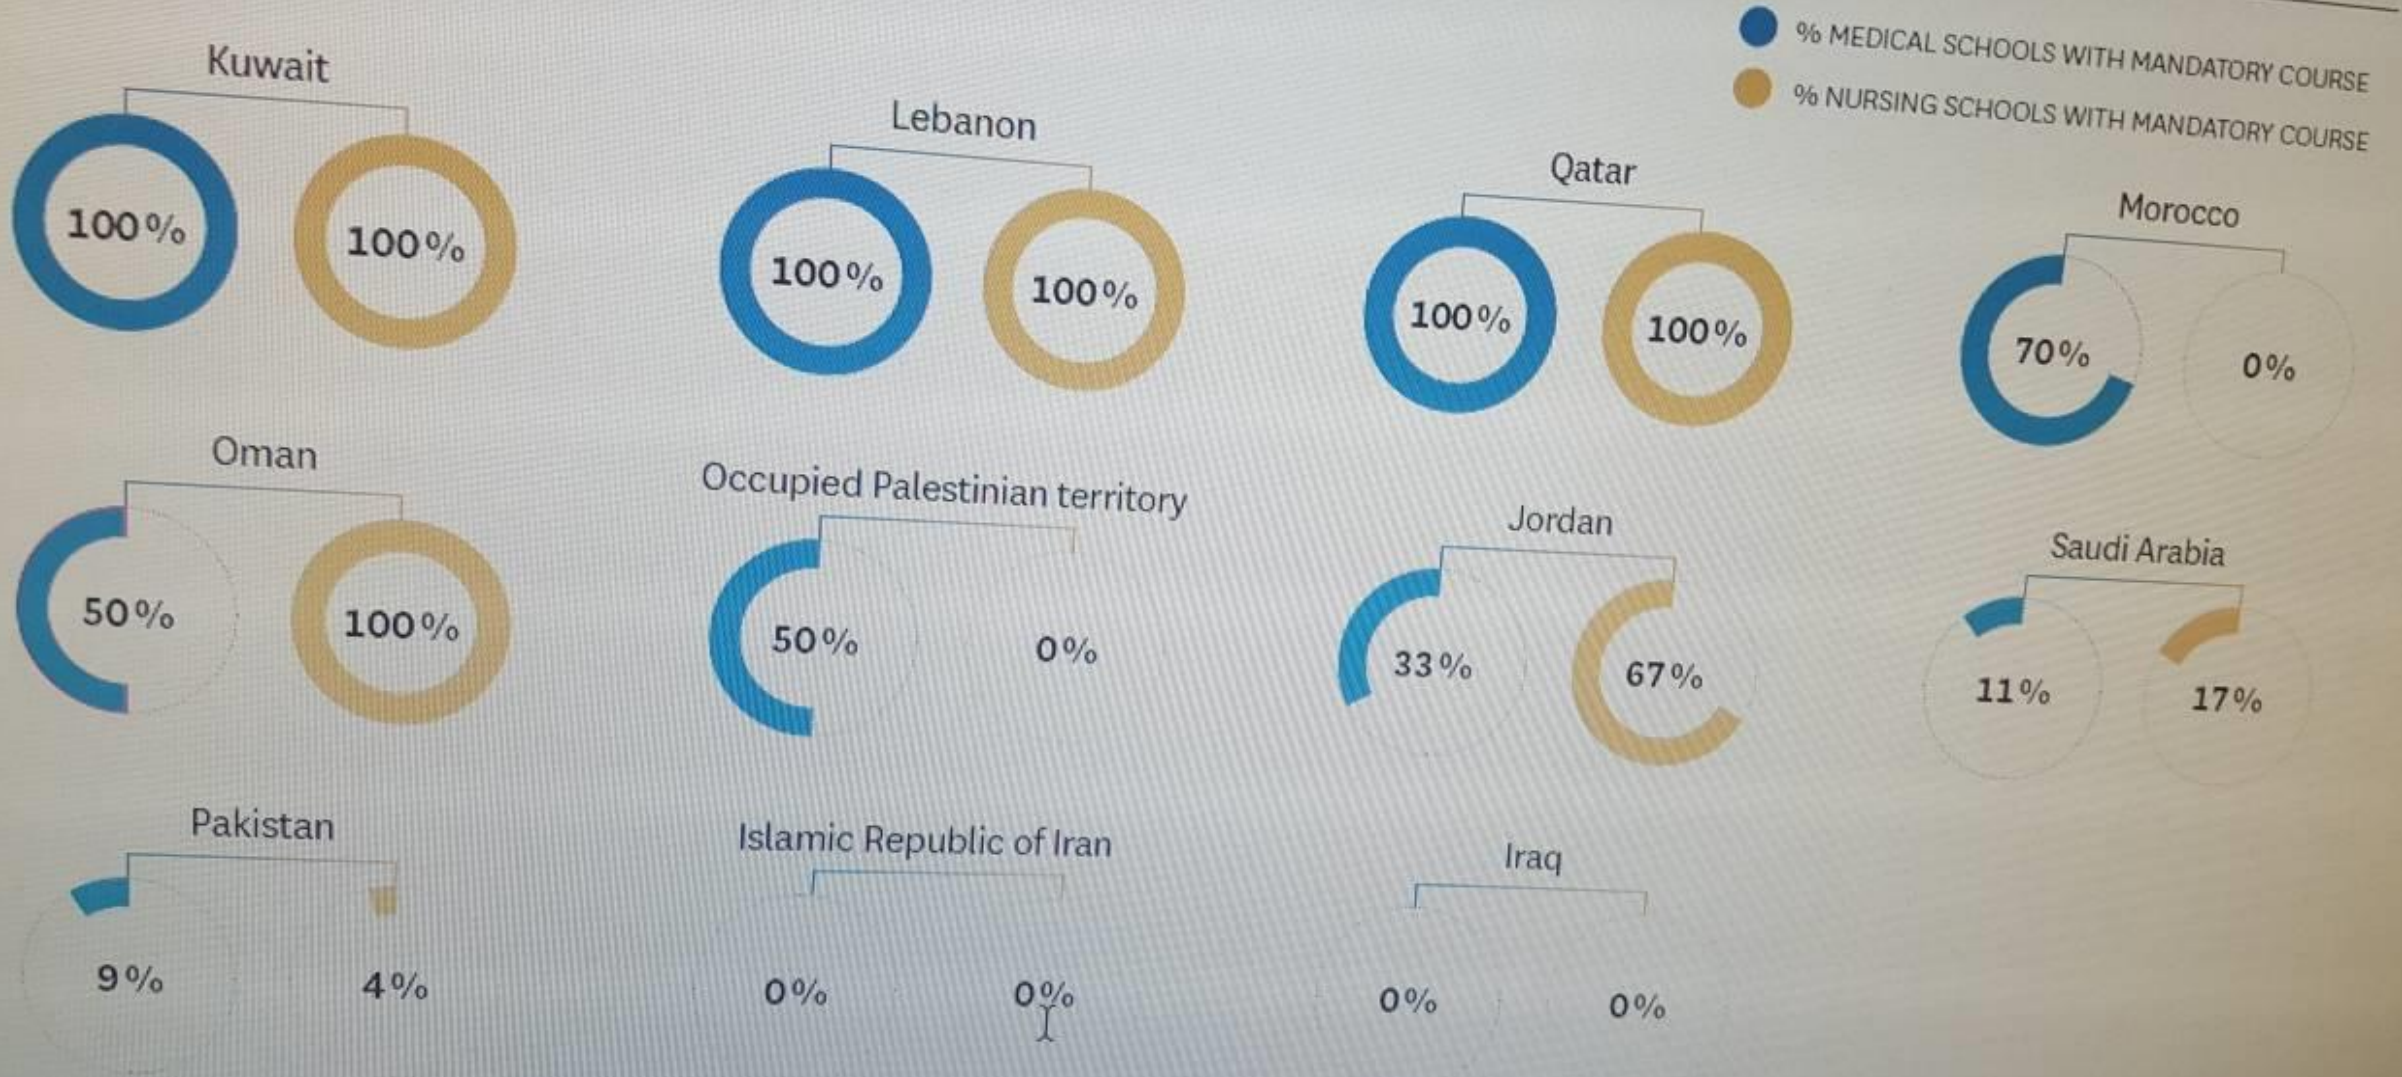 % MEDICAL SCHOOLS WITH MANDATORY COURSE
% NURSING SCHOOLS WITH MANDATORY COURSE
Kuwait
100%
100%
Lebanon
100%
100%
Qatar
100%
100%
Morocco
70%
0%
Oman
50%
100%
Occupied Palestinian territory
50%
0%
Jordan
33%
67%
Saudi Arabia
11%
17%
Pakistan
9%
4%
Islamic Republic of Iran
0%
0%
Iraq
0%
0%